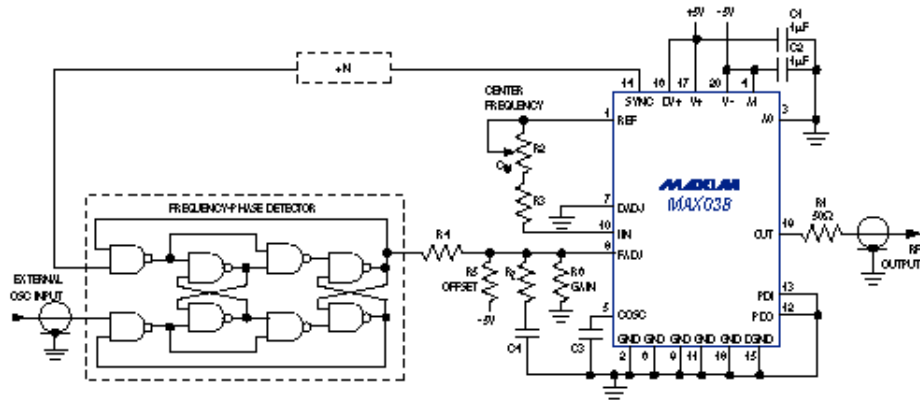 +5V -5V
C1
1µF
C2
1µF
÷N
14 16 17 20 4
SYNC DV+ V+ V- A1
CENTER
FREQUENCY
1
REF
A0
3
R2
R3
MAXIM
MAX038
7
DADJ
10
IIN
FREQUENCY-PHASE DETECTOR
R4
8
FADJ
OUT
19
R1
50Ω
RF
OUTPUT
EXTERNAL
OSC INPUT
R5
OFFSET
R6
GAIN
-5V
PDI
13
PDO
12
5
COSC
C4
C3
GND GND GND GND GND DGND
2 6 9 11 18 15